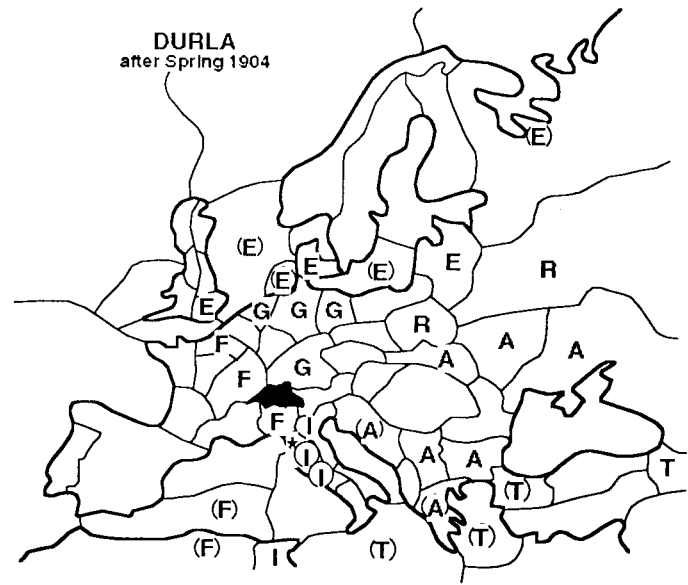 DURLA
after Spring 1904
(E)
(E)
E
(E)
E
R
(E)
E
G
G
G
R
F
A
A
A
G
F
F
I
(A)
*
I
A
A
T
I
(T)
(F)
(A)
(T)
(F)
I
(T)